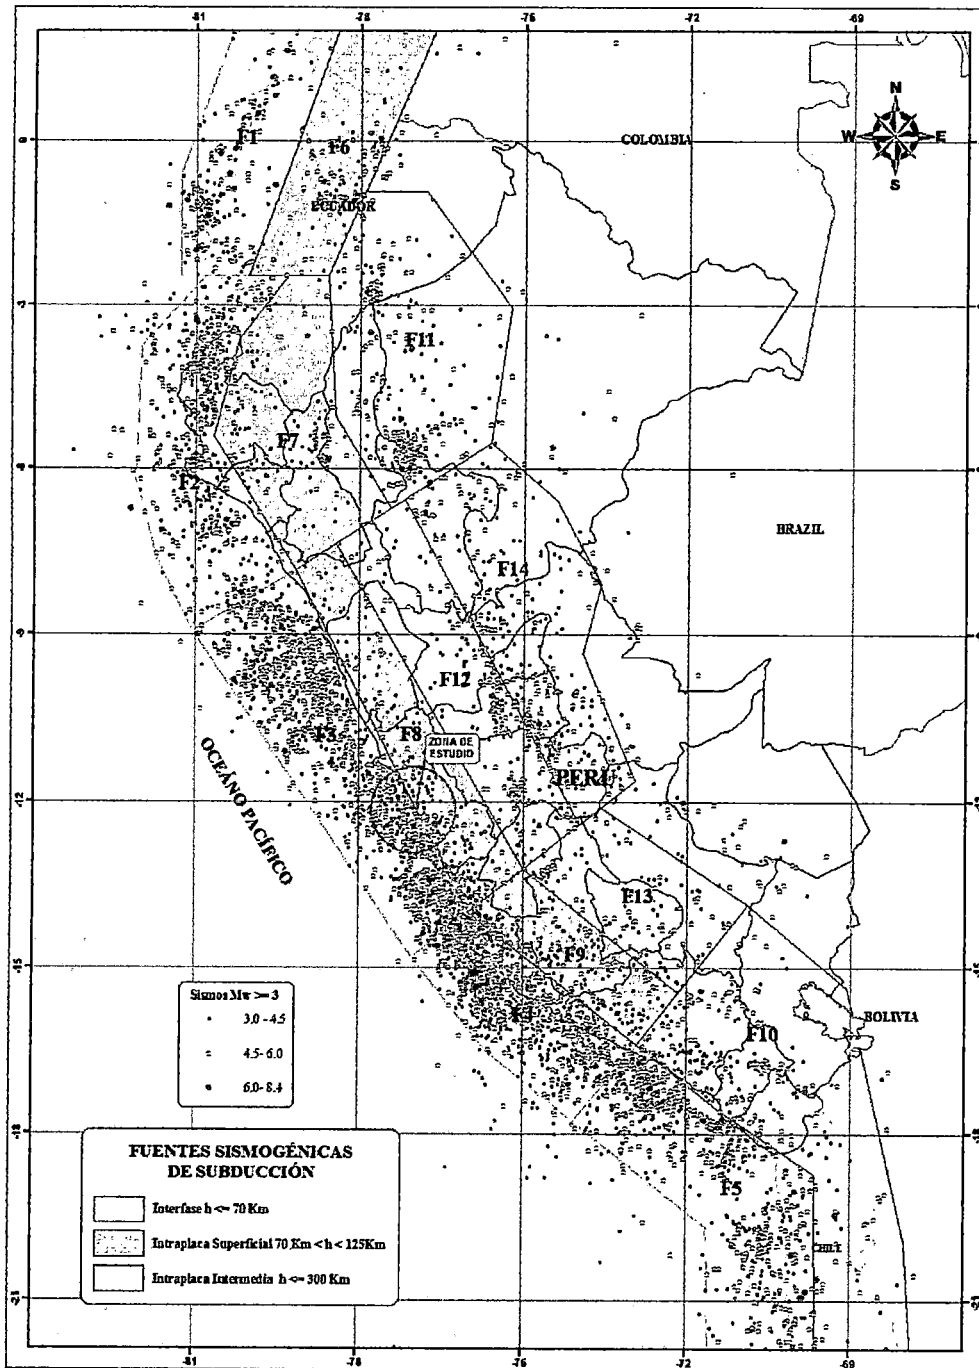 -81 -78 -76 -72 -69
N
W E
S
COLOMBIA
F1
F6
ECUADOR
F11
F7
F2
BRAZIL
F14
F12
F3
F8
ZONA DE
ESTUDIO
PERU
OCEÁNO PACÍFICO
F13
F9
Sismos Mw >= 3
3.0 - 4.5
4.5- 6.0
6.0- 8.4
BOLIVIA
F10
F5
CHILE
FUENTES SISMOGÉNICAS
DE SUBDUCCIÓN
Interfase h <= 70 Km
Intraplaca Superficial 70 Km < h < 125Km
Intraplaca Intermedia h <= 300 Km
-81 -78 -76 -72 -69